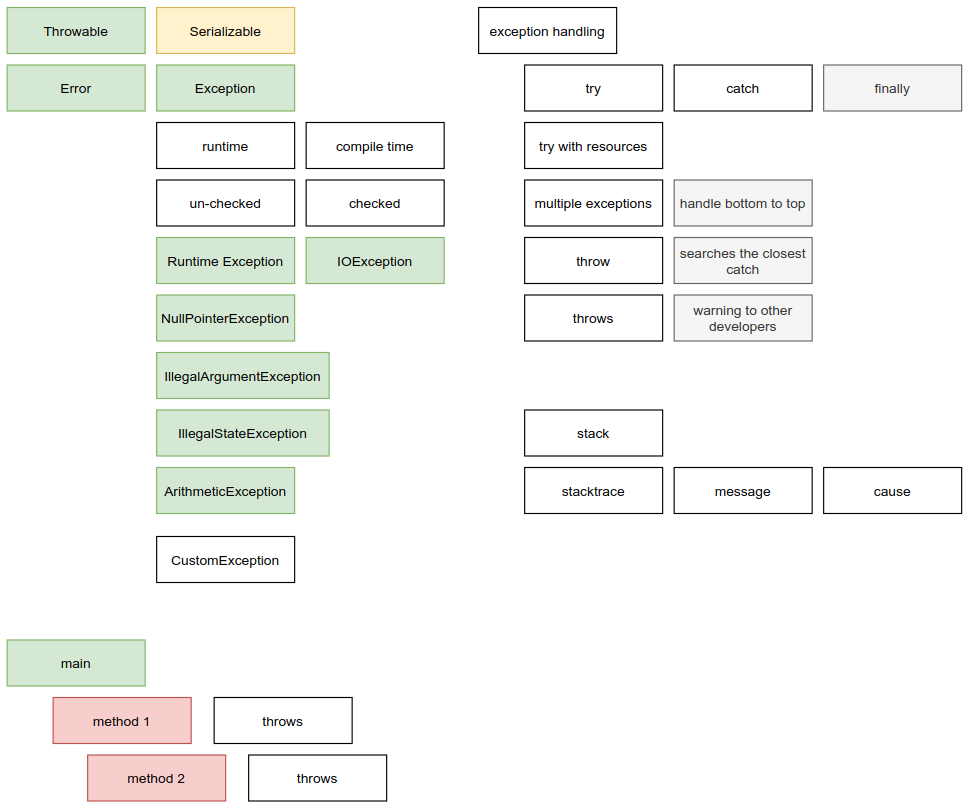 Throwable
Serializable
exception handling
Error
Exception
try
catch
finally
runtime
compile time
try with resources
un-checked
checked
multiple exceptions
handle bottom to top
Runtime Exception
IOException
throw
searches the closest
catch
NullPointerException
throws
warning to other
developers
IllegalArgumentException
IllegalStateException
stack
ArithmeticException
stacktrace
message
cause
CustomException
main
method 1
throws
method 2
throws